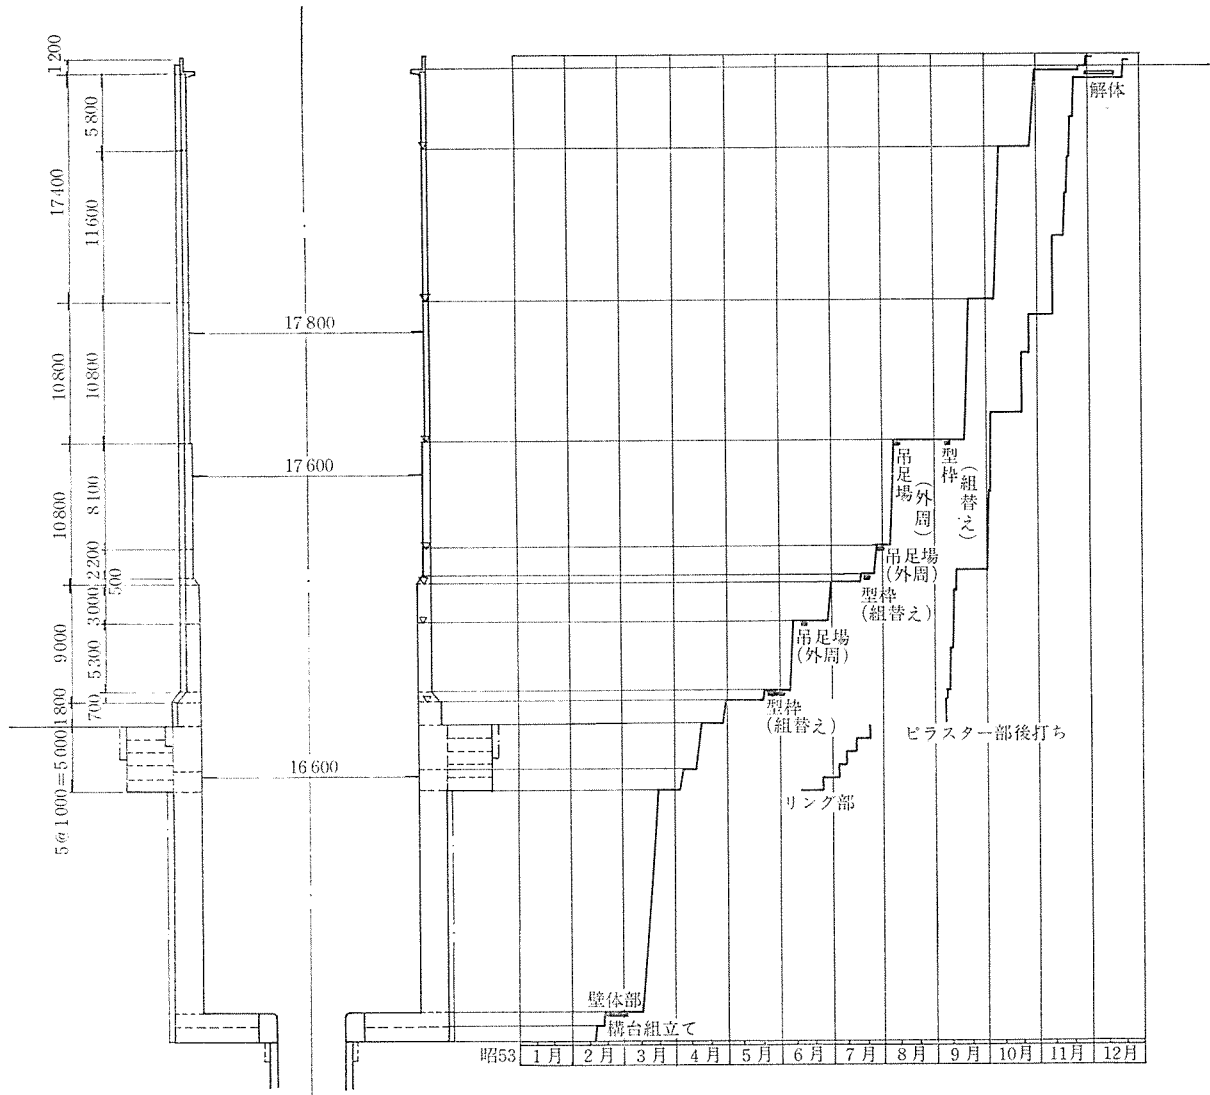 1200
5800
17400
11600
10800
10800
10800
8100
2200
500
3000
9000
5300
1800
700
5@1000=5000
17800
17600
16600
解体
吊足場
(外周)
型枠
(組替え)
吊足場
(外周)
型枠
(組替え)
吊足場
(外周)
型枠
(組替え)
ピラスター部後打ち
リング部
壁体部
構台組立て
昭53 1月 2月 3月 4月 5月 6月 7月 8月 9月 10月 11月 12月